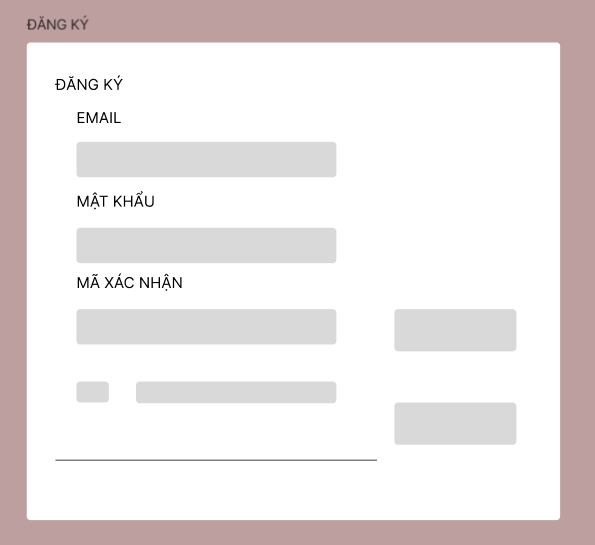 ĐĂNG KÝ
ĐĂNG KÝ
EMAIL
MẬT KHẨU
MÃ XÁC NHẬN